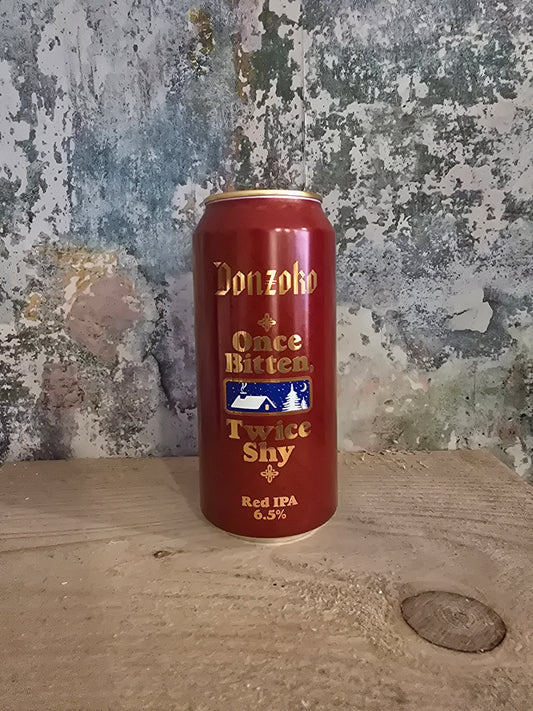 Donzoko
Once
Bitten,
Twice
Shy
Red IPA
6.5%